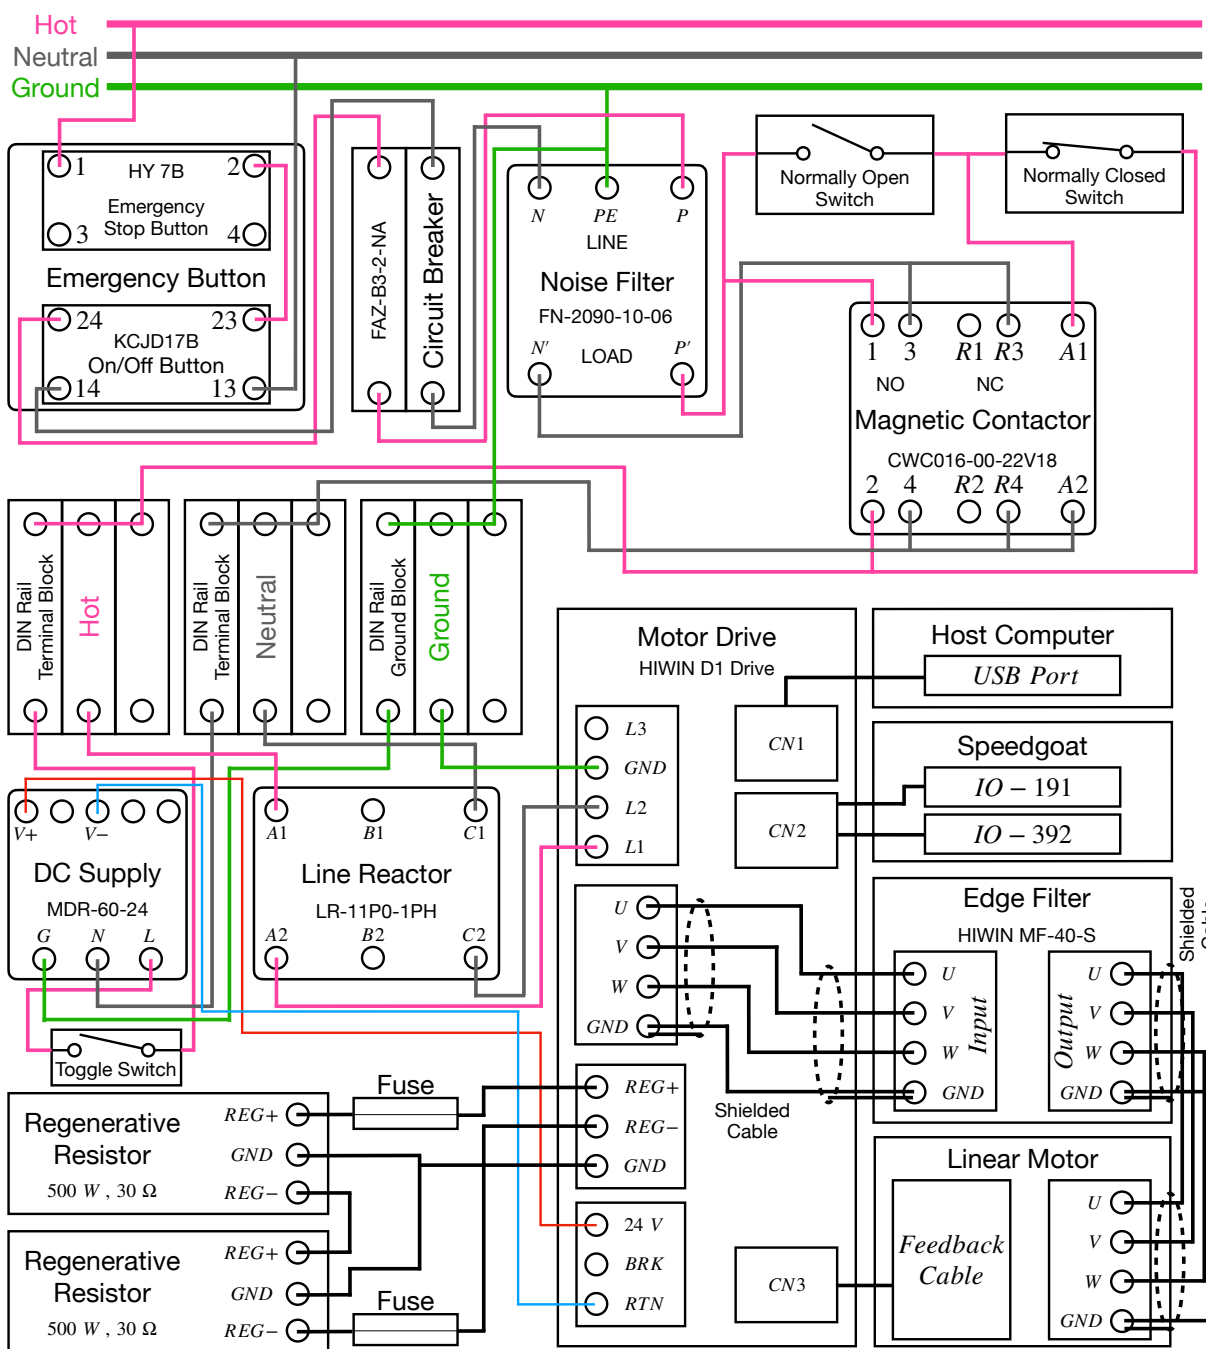 Hot
Neutral
Ground
1
HY 7B
2
Emergency
Stop Button
3
4
Emergency Button
24
23
KCJD17B
On/Off Button
14
13
FAZ-B3-2-NA
Circuit Breaker
N
PE
P
LINE
Noise Filter
FN-2090-10-06
N′
LOAD
P′
Normally Open
Switch
Normally Closed
Switch
1
3
R1
R3
A1
NO
NC
Magnetic Contactor
CWC016-00-22V18
2
4
R2
R4
A2
DIN Rail
Terminal Block
Hot
DIN Rail
Terminal Block
Neutral
DIN Rail
Ground Block
Ground
V+
V−
DC Supply
MDR-60-24
G
N
L
Toggle Switch
A1
B1
C1
Line Reactor
LR-11P0-1PH
A2
B2
C2
Motor Drive
HIWIN D1 Drive
L3
GND
L2
L1
CN1
CN2
U
V
W
GND
Shielded
Cable
REG+
REG−
GND
24 V
BRK
RTN
CN3
Host Computer
USB Port
Speedgoat
IO − 191
IO − 392
Edge Filter
HIWIN MF-40-S
U
V
W
GND
Input
Output
U
V
W
GND
Shielded
Linear Motor
Feedback
Cable
U
V
W
GND
Regenerative
Resistor
500 W , 30 Ω
REG+
GND
REG−
Fuse
Regenerative
Resistor
500 W , 30 Ω
REG+
GND
REG−
Fuse